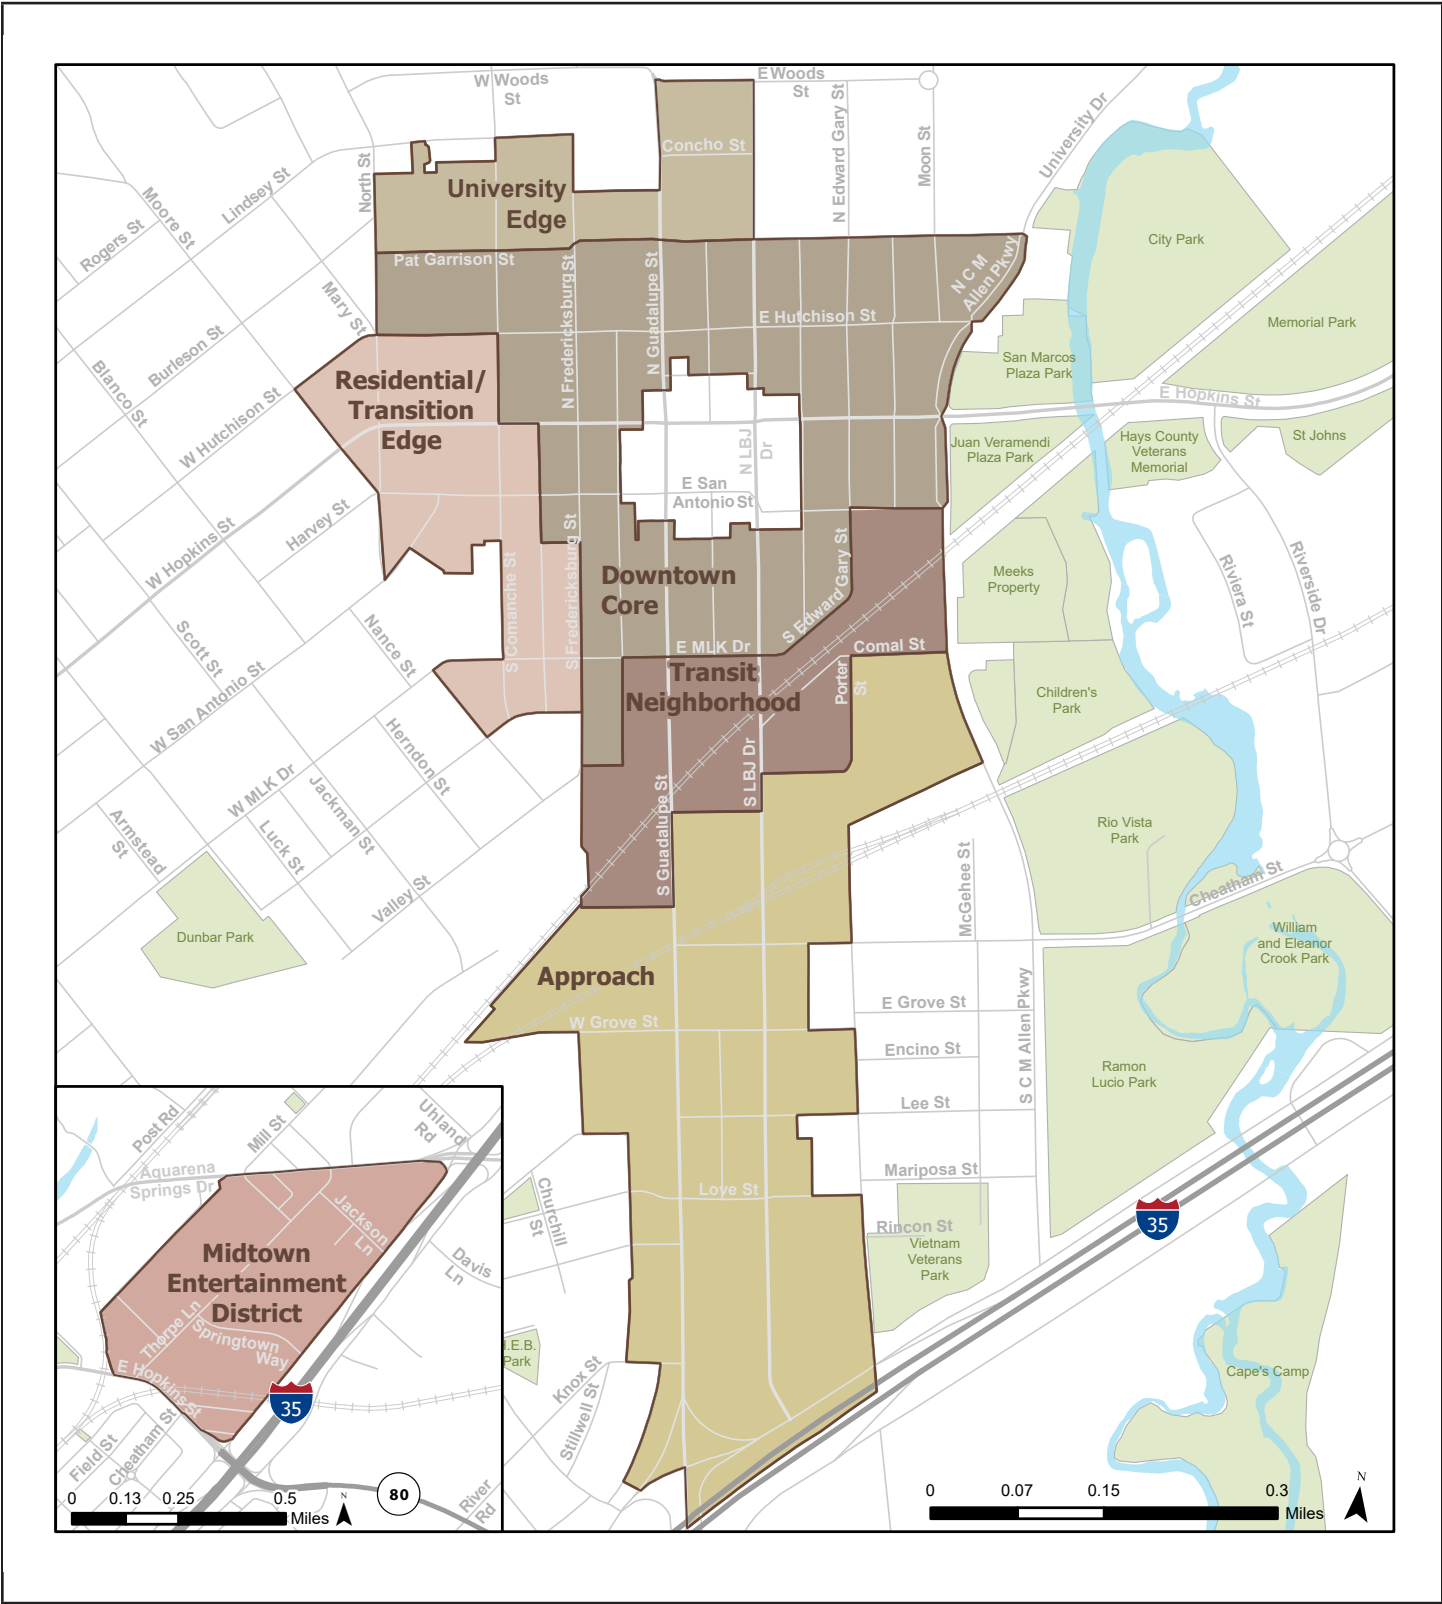 W Woods
St
E Woods
St
Concho St
N Edward Gary St
Moon St
University Dr
North St
Lindsey St
Moore St
Rogers St
University
Edge
City Park
Pat Garrison St
N Fredericksburg St
N Guadalupe St
N C M
Allen Pkwy
E Hutchison St
Mary St
Memorial Park
Burleson St
San Marcos
Plaza Park
Blanco St
Residential/
Transition
Edge
E Hopkins St
W Hutchison St
N LBJ
Dr
Juan Veramendi
Plaza Park
Hays County
Veterans
Memorial
St Johns
E San
Antonio St
W Hopkins St
Harvey St
Downtown
Core
S Edward Gary St
Meeks
Property
Riviera St
Riverside Dr
S Comanche St
S Fredericksburg St
Scott St
Nance St
E MLK Dr
Comal St
Transit
Neighborhood
Porter
St
Children's
Park
W San Antonio St
Herndon St
S LBJ Dr
W MLK Dr
Jackman St
S Guadalupe St
Armstead
St
Luck St
Rio Vista
Park
McGehee St
Cheatham St
Valley St
Dunbar Park
William
and Eleanor
Crook Park
Approach
S C M Allen Pkwy
E Grove St
W Grove St
Encino St
Ramon
Lucio Park
Lee St
Mariposa St
Love St
Churchill
St
Rincon St
Vietnam
Veterans
Park
35
H.E.B.
Park
Knox St
Stillwell St
Cape's Camp
Post Rd
Mill St
Uhland
Rd
Aquarena
Springs Dr
Jackson
Ln
Davis
Ln
Midtown
Entertainment
District
Thorpe Ln
Springtown
Way
E Hopkins St
35
Field St
Cheatham St
80
River
Rd
0 0.13 0.25 0.5
Miles
N
0 0.07 0.15 0.3
Miles
N